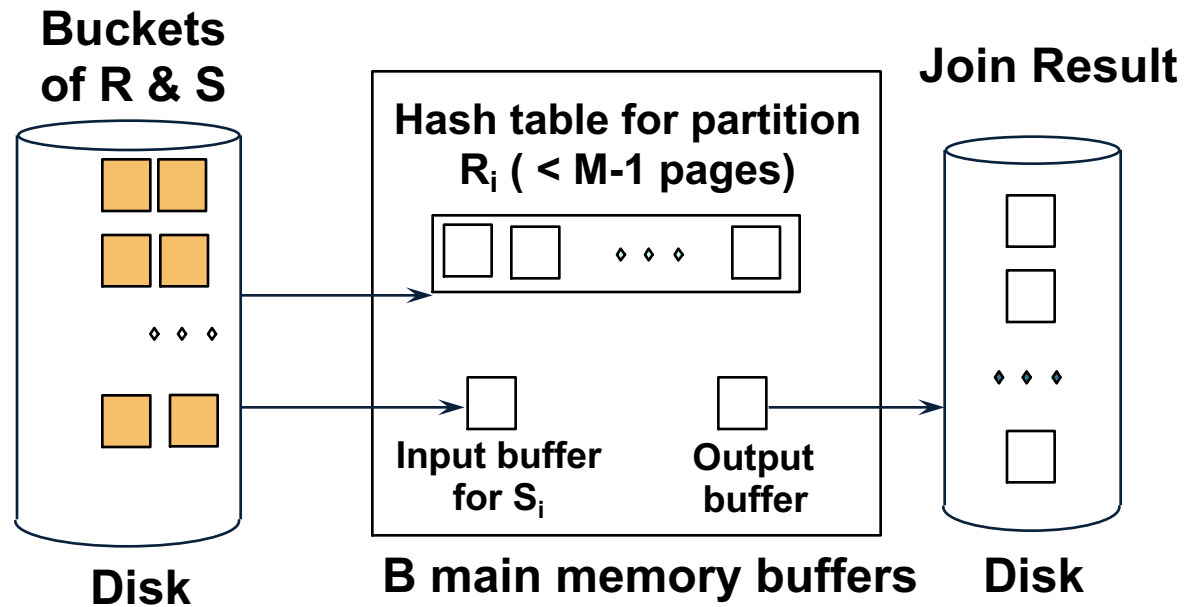 Buckets
of R & S
Join Result
Hash table for partition
Rᵢ ( < M-1 pages)
Input buffer
for Sᵢ
Output
buffer
Disk
B main memory buffers
Disk